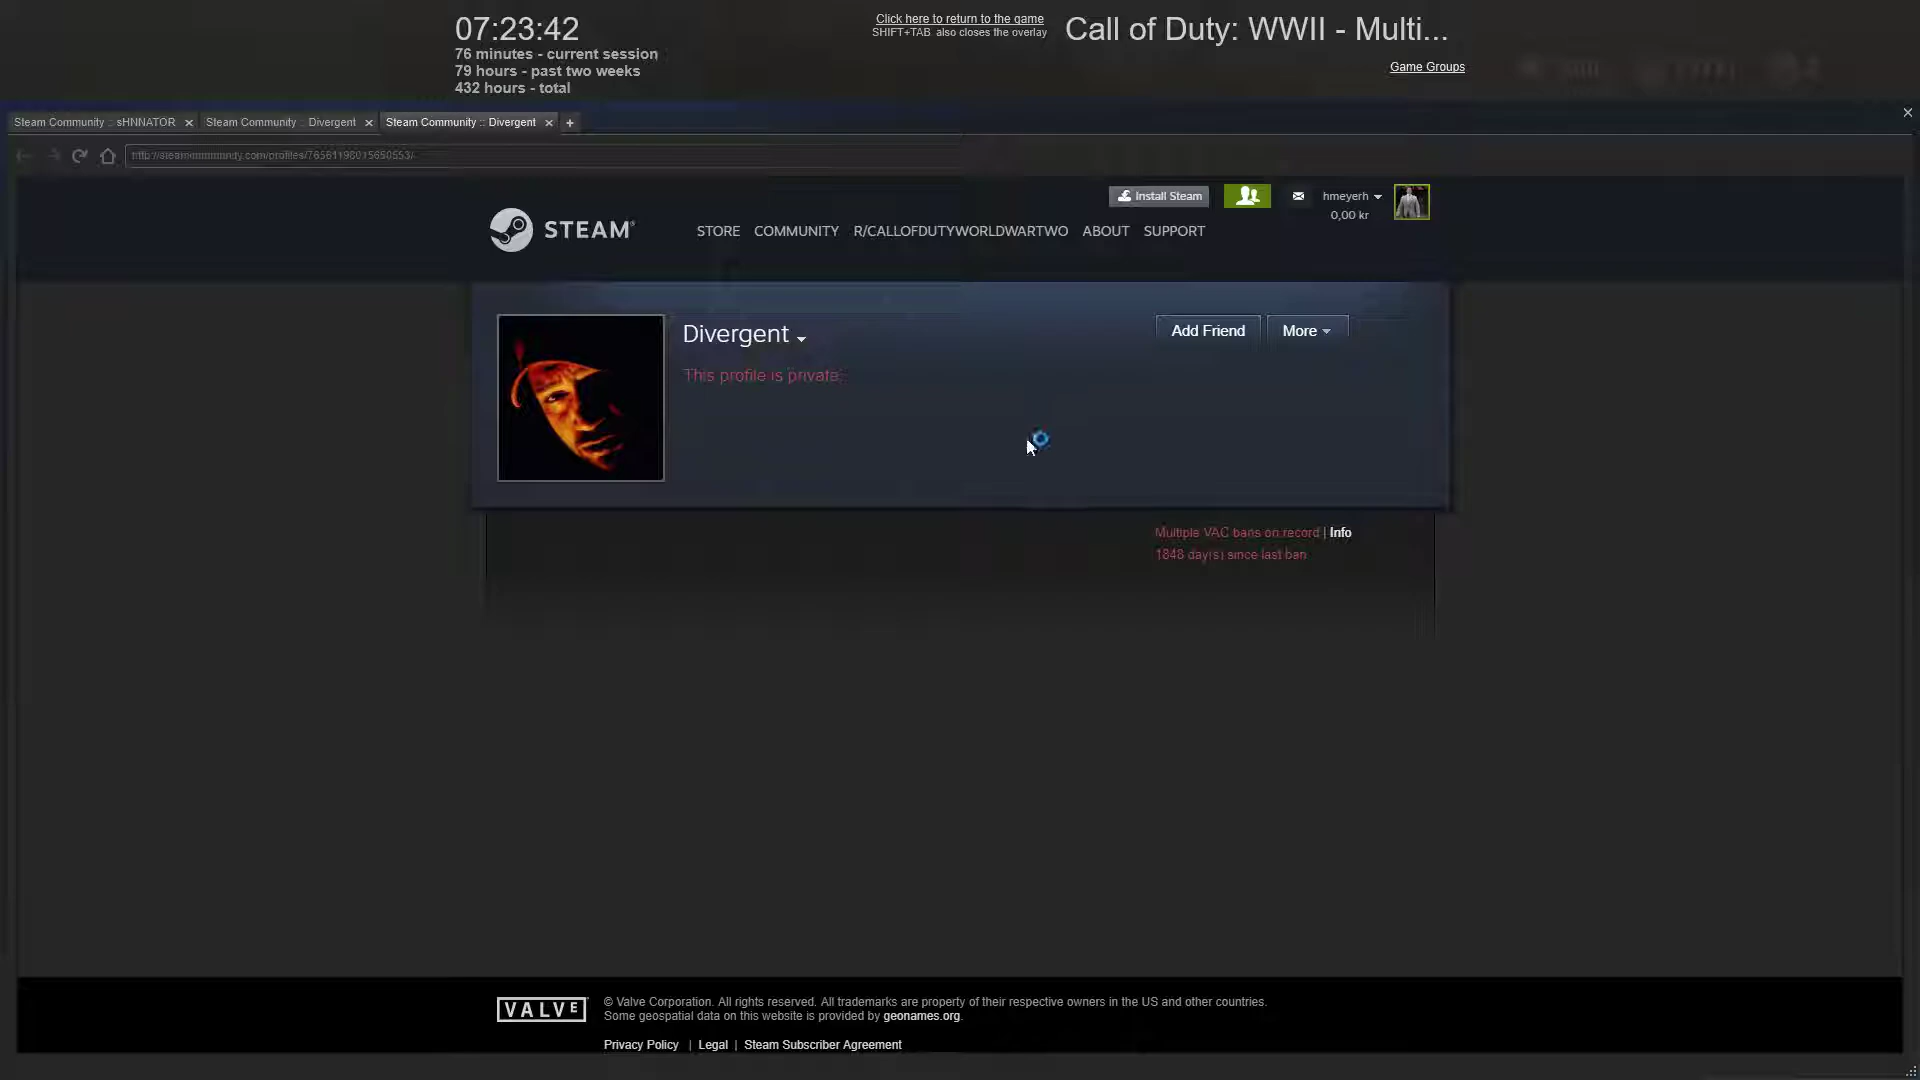 07:23:42
76 minutes - current session
79 hours - past two weeks
432 hours - total
Click here to return to the game
SHIFT+TAB also closes the overlay
Call of Duty: WWII - Multi...
Game Groups
Steam Community :: sHNNATOR
Steam Community :: Divergent
Steam Community :: Divergent
Install Steam
hmeyerh
0,00 kr
STEAM
STORE COMMUNITY R/CALLOFDUTYWORLDWARTWO ABOUT SUPPORT
Divergent
Add Friend
More
This profile is private.
Multiple VAC bans on record | Info
1848 day(s) since last ban
VALVE
© Valve Corporation. All rights reserved. All trademarks are property of their respective owners in the US and other countries.
Some geospatial data on this website is provided by geonames.org.
Privacy Policy | Legal | Steam Subscriber Agreement